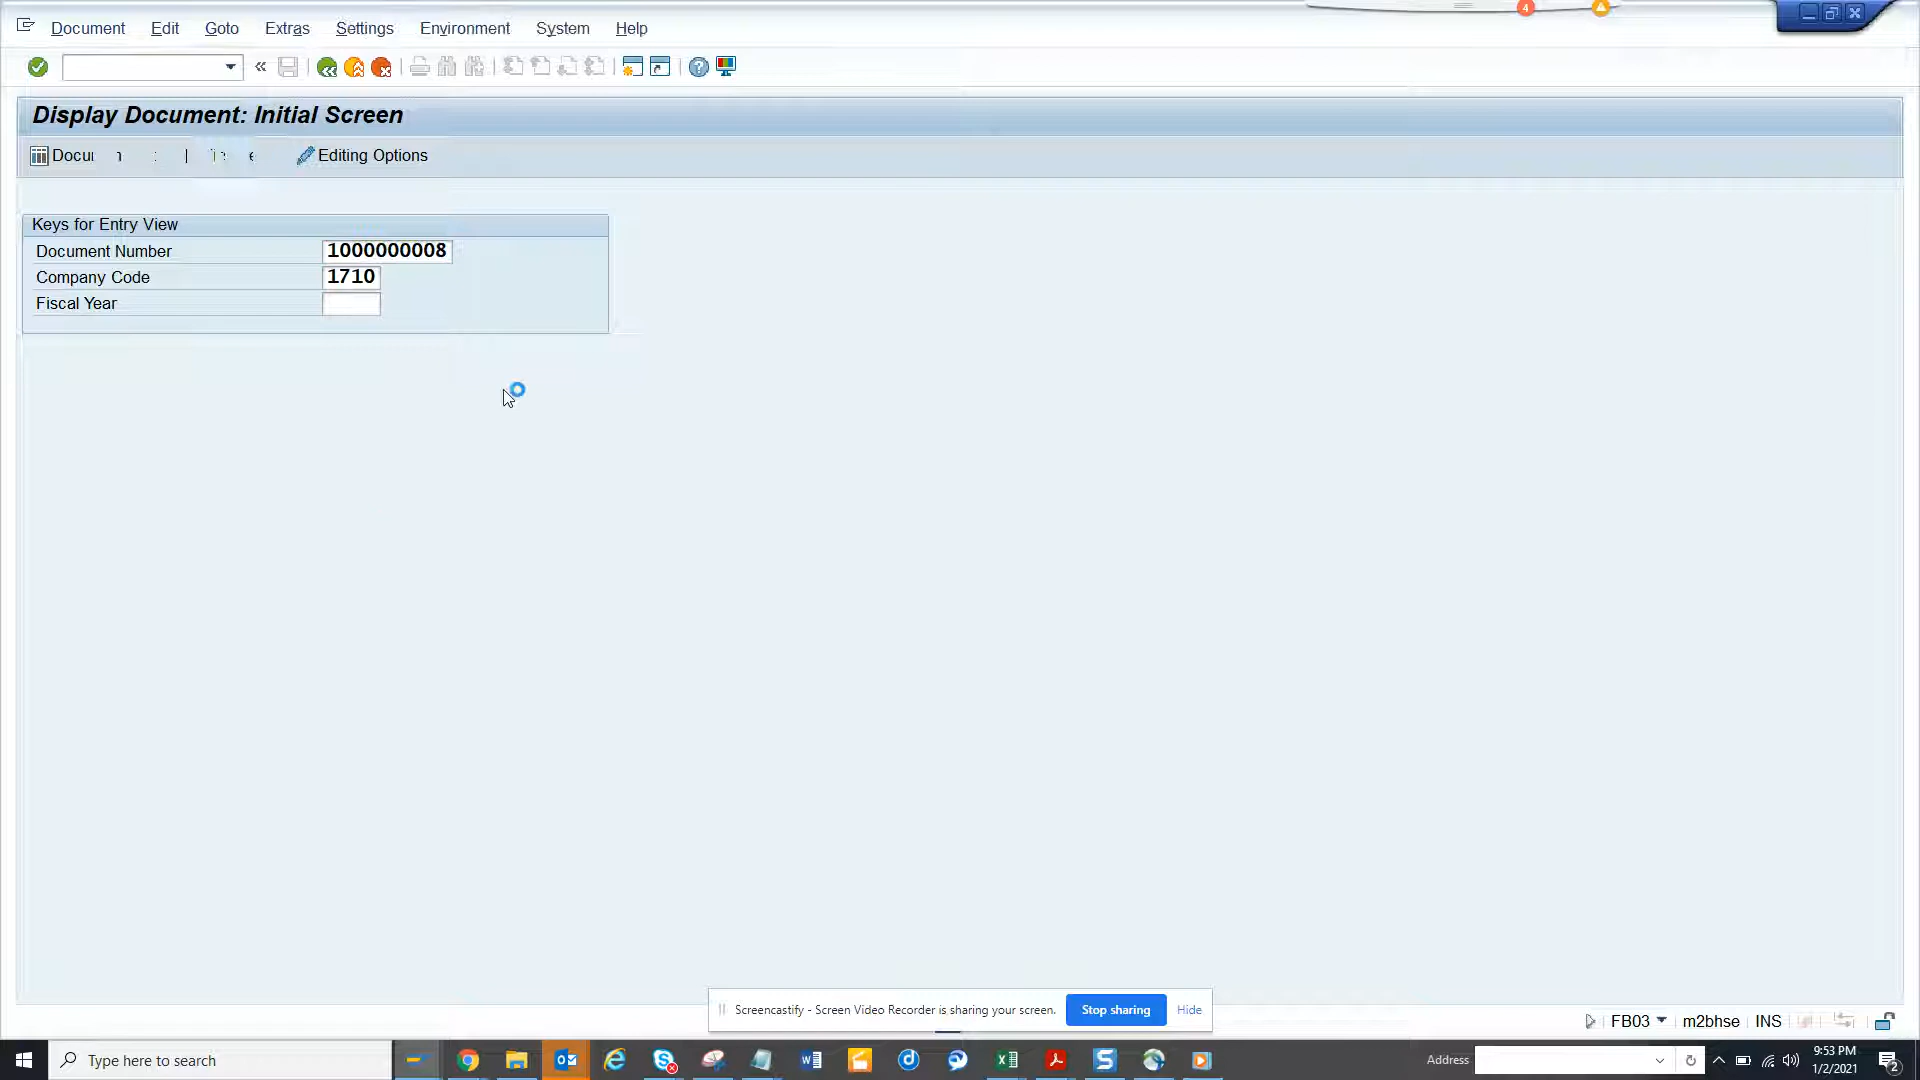 Document Edit Goto Extras Settings Environment System Help
Display Document: Initial Screen
Editing Options
Keys for Entry View
Document Number 1000000008
Company Code 1710
Fiscal Year
Screencastify - Screen Video Recorder is sharing your screen. Stop sharing Hide
FB03 m2bhse INS
Type here to search
Address
9:53 PM
1/2/2021
4
2